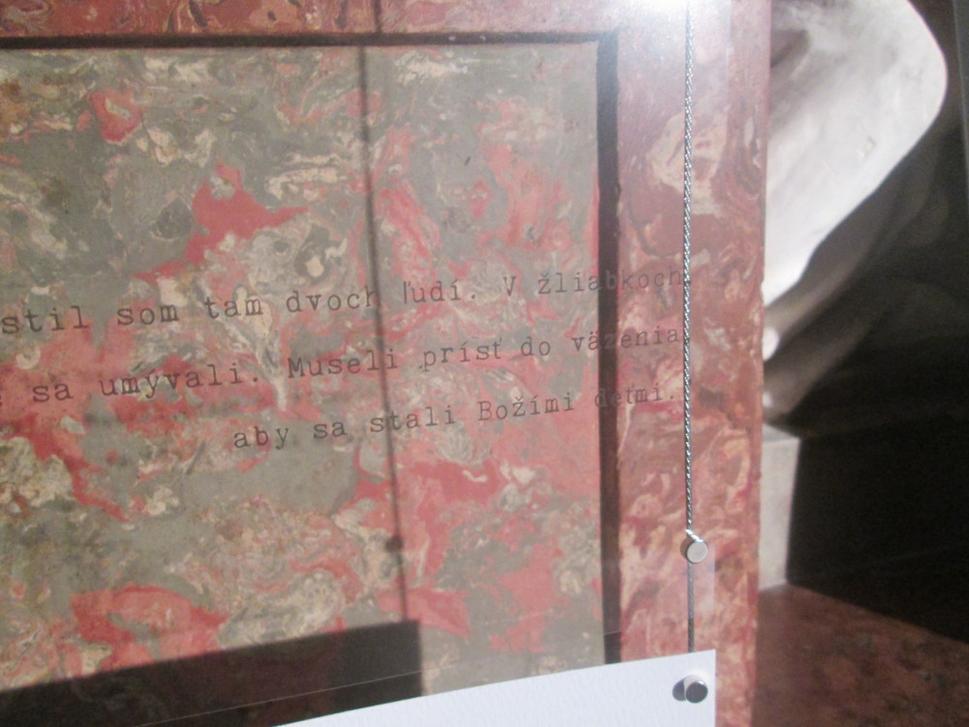 stil som tam dvoch ľudí. V žliabkoch
sa umývali. Museli prísť do väzenia
aby sa stali Božími deťmi.